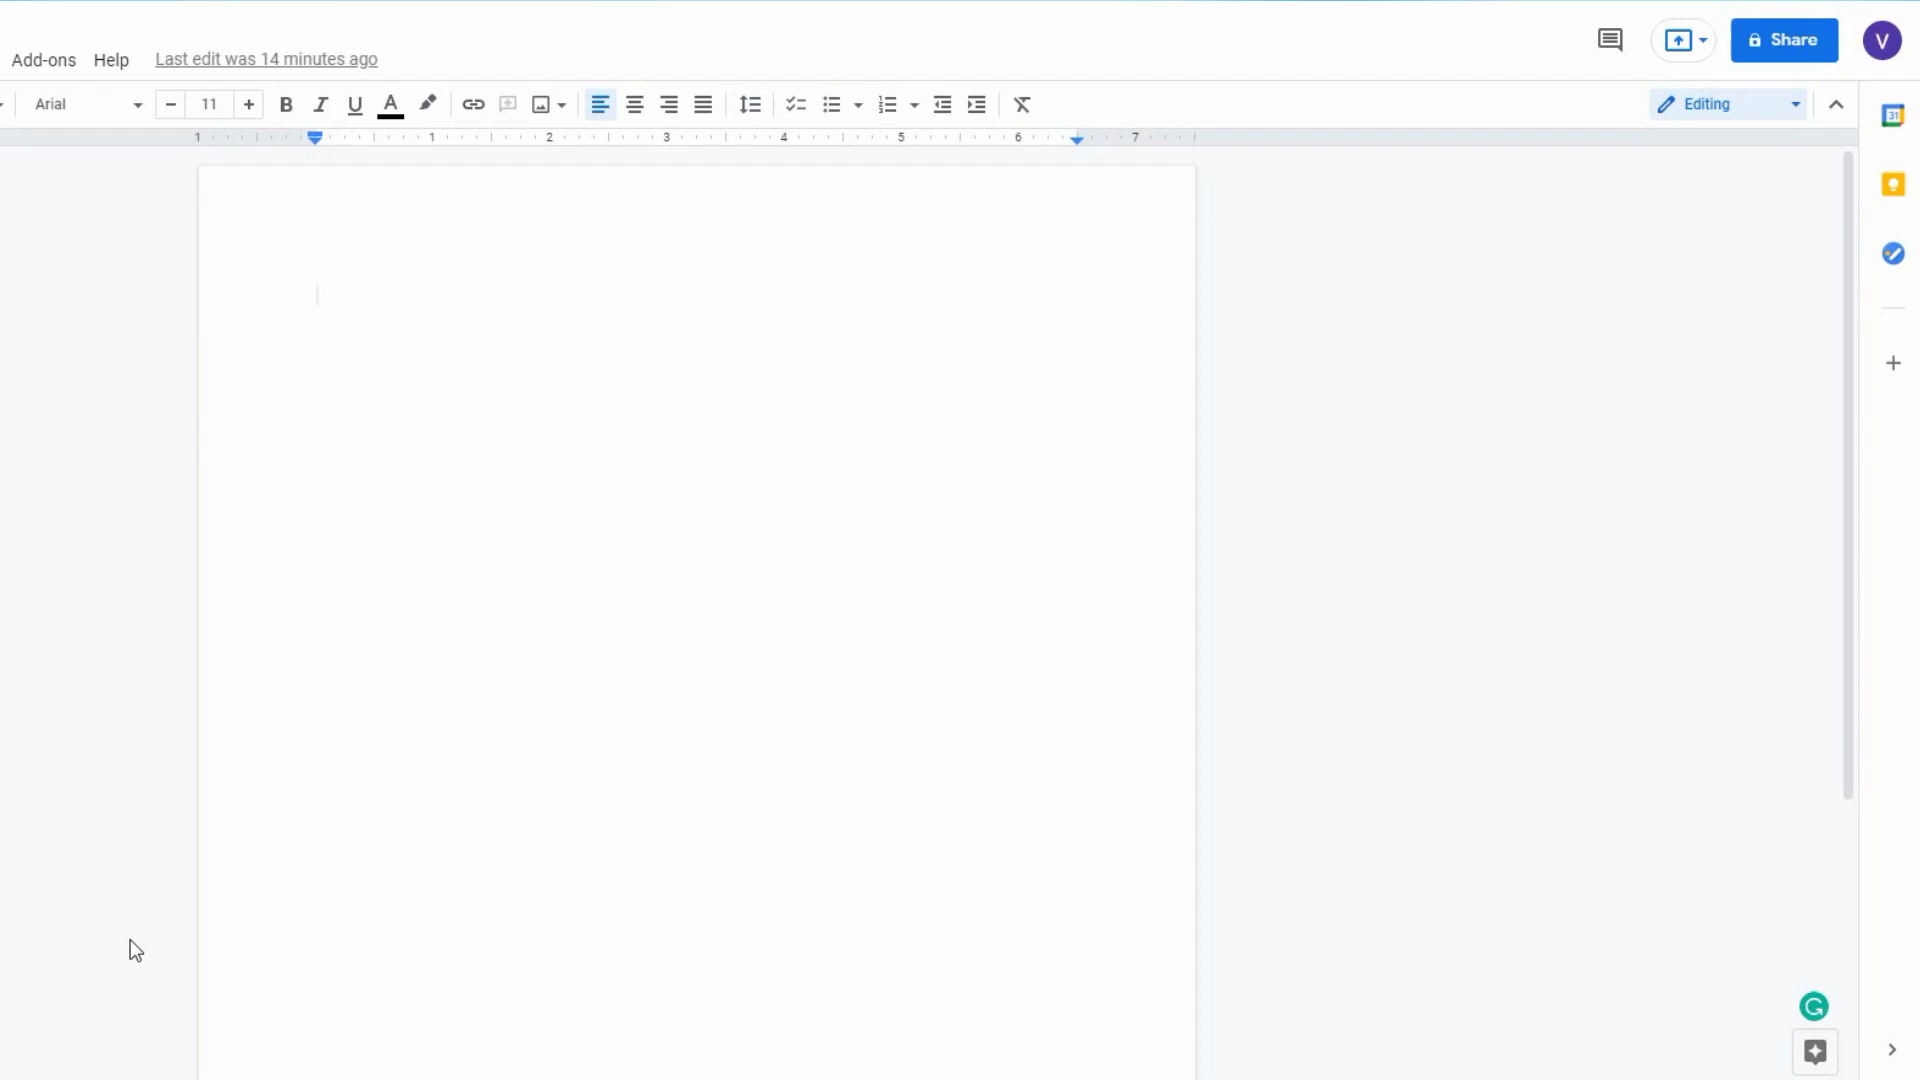 Share
V
Add-ons Help Last edit was 14 minutes ago
Arial 11 B I U A Editing
1 1 2 3 4 5 6 7
31